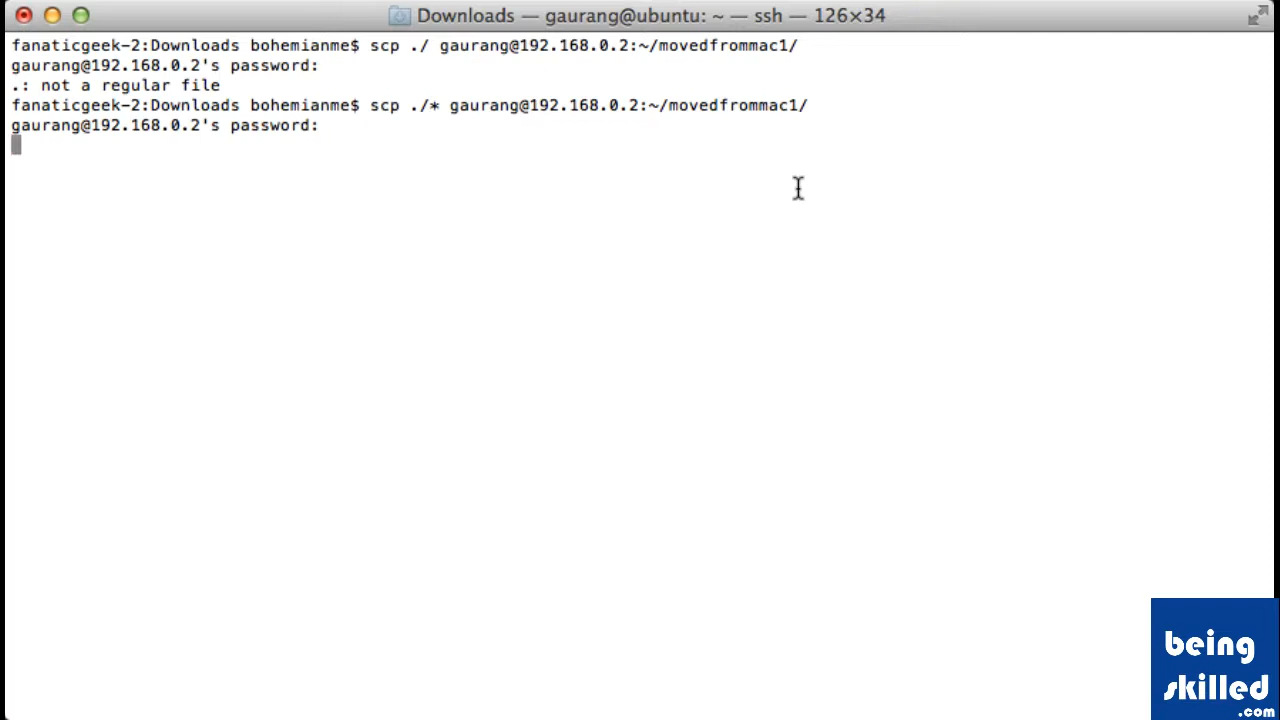 Downloads — gaurang@ubuntu: ~ — ssh — 126×34
fanaticgeek-2:Downloads bohemianme$ scp ./ gaurang@192.168.0.2:~/movedfrommac1/
gaurang@192.168.0.2's password:
.: not a regular file
fanaticgeek-2:Downloads bohemianme$ scp ./* gaurang@192.168.0.2:~/movedfrommac1/
gaurang@192.168.0.2's password:
being
skilled
.com